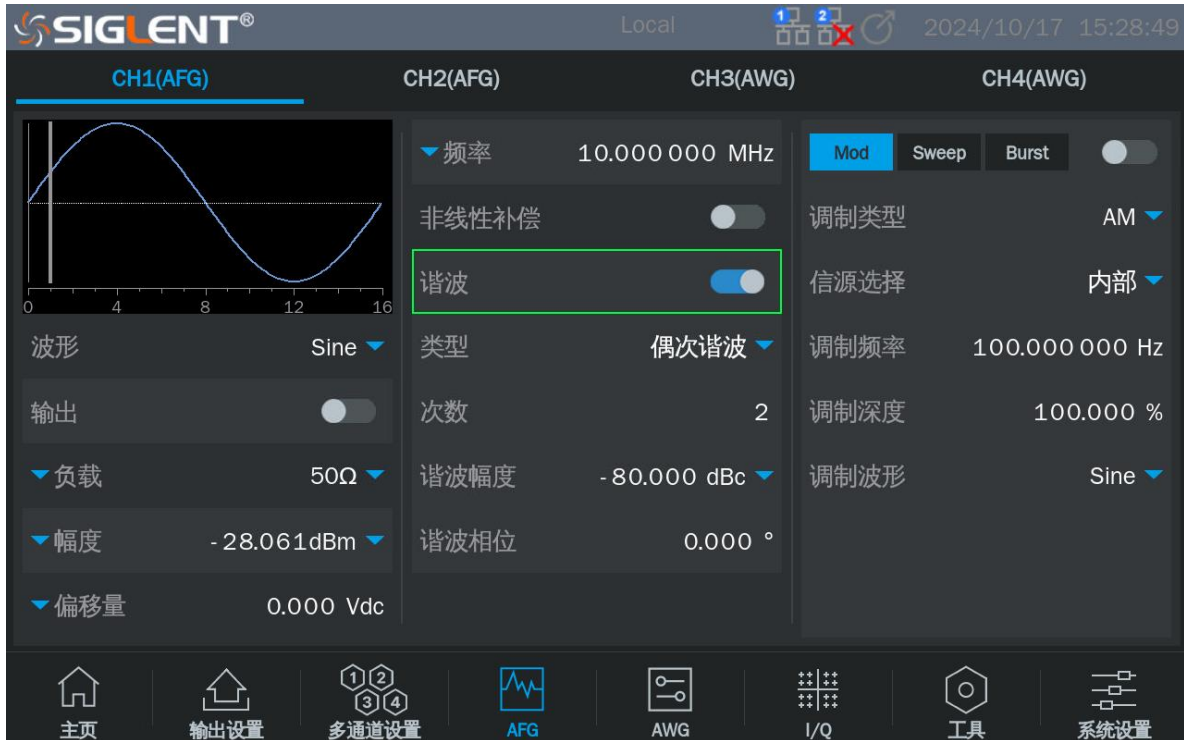 SIGLENT®
Local
1
2
2024/10/17 15:28:49
CH1(AFG)
CH2(AFG)
CH3(AWG)
CH4(AWG)
0 4 8 12 16
波形 Sine
输出
负载 50Ω
幅度 -28.061dBm
偏移量 0.000 Vdc
频率 10.000 000 MHz
非线性补偿
谐波
类型 偶次谐波
次数 2
谐波幅度 -80.000 dBc
谐波相位 0.000 °
Mod Sweep Burst
调制类型 AM
信源选择 内部
调制频率 100.000 000 Hz
调制深度 100.000 %
调制波形 Sine
主页
输出设置
1 2 3 4
多通道设置
AFG
AWG
I/Q
工具
系统设置